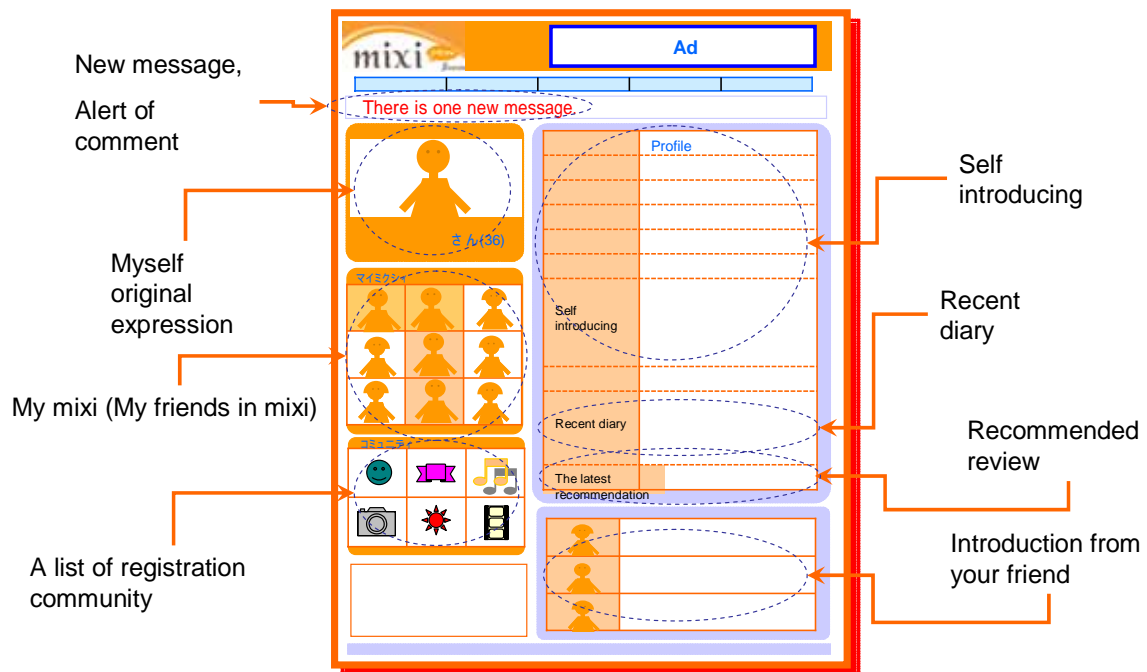 New message,
Alert of
comment
Myself
original
expression
My mixi (My friends in mixi)
A list of registration
community
mixi
Ad
There is one new message.
さん(36)
マイミクシィ
コミュニティ
Profile
Self
introducing
Recent diary
The latest
recommendation
Self
introducing
Recent
diary
Recommended
review
Introduction from
your friend